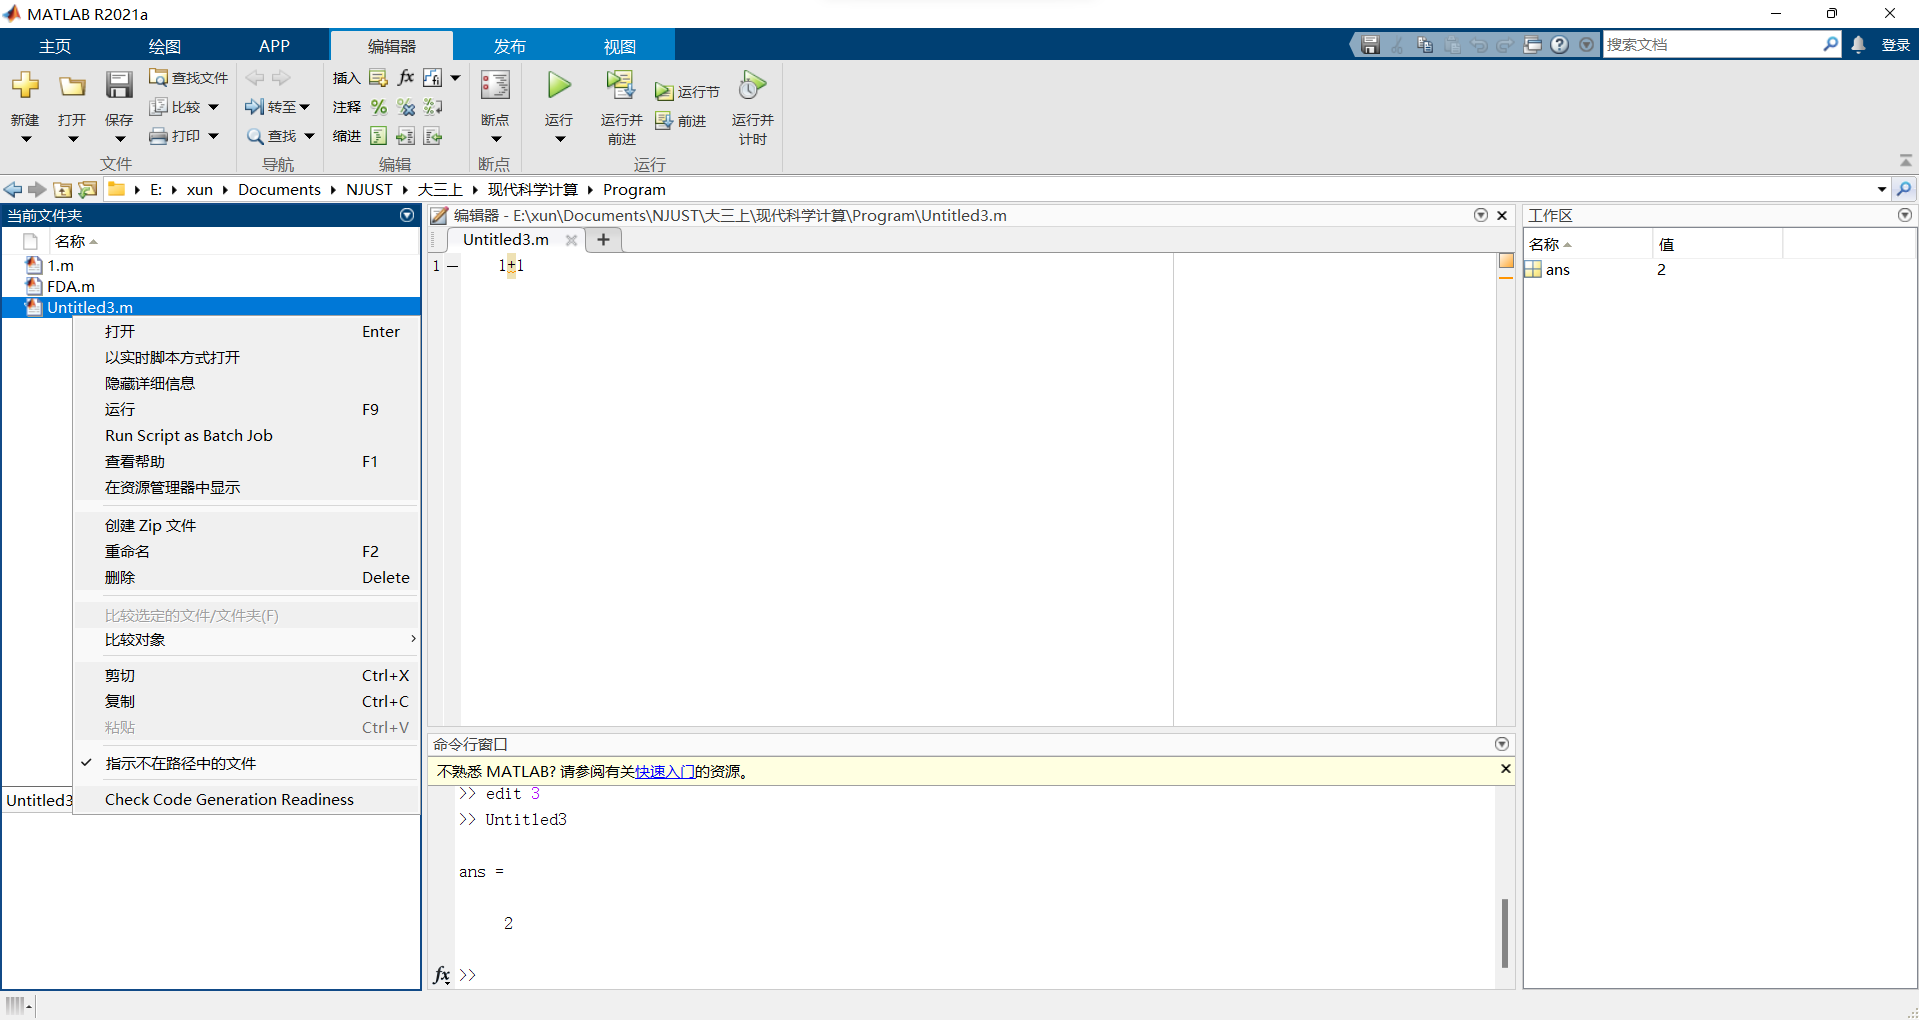 MATLAB R2021a
主页 绘图 APP 编辑器 发布 视图 搜索文档 登录
新建 打开 保存 查找文件 比较 打印 转至 查找 插入 fx 注释 缩进 断点 运行 运行并前进 运行节 前进 运行并计时
文件 导航 编辑 断点 运行
E: xun Documents NJUST 大三上 现代科学计算 Program
当前文件夹
名称
1.m
FDA.m
Untitled3.m
打开 Enter
以实时脚本方式打开
隐藏详细信息
运行 F9
Run Script as Batch Job
查看帮助 F1
在资源管理器中显示
创建 Zip 文件
重命名 F2
删除 Delete
比较选定的文件/文件夹(F)
比较对象
剪切 Ctrl+X
复制 Ctrl+C
粘贴 Ctrl+V
指示不在路径中的文件
Check Code Generation Readiness
Untitled3
编辑器 - E:\xun\Documents\NJUST\大三上\现代科学计算\Program\Untitled3.m
Untitled3.m
1 1+1
命令行窗口
不熟悉 MATLAB? 请参阅有关快速入门的资源。
>> edit 3
>> Untitled3
ans =
2
fx >>
工作区
名称 值
ans 2